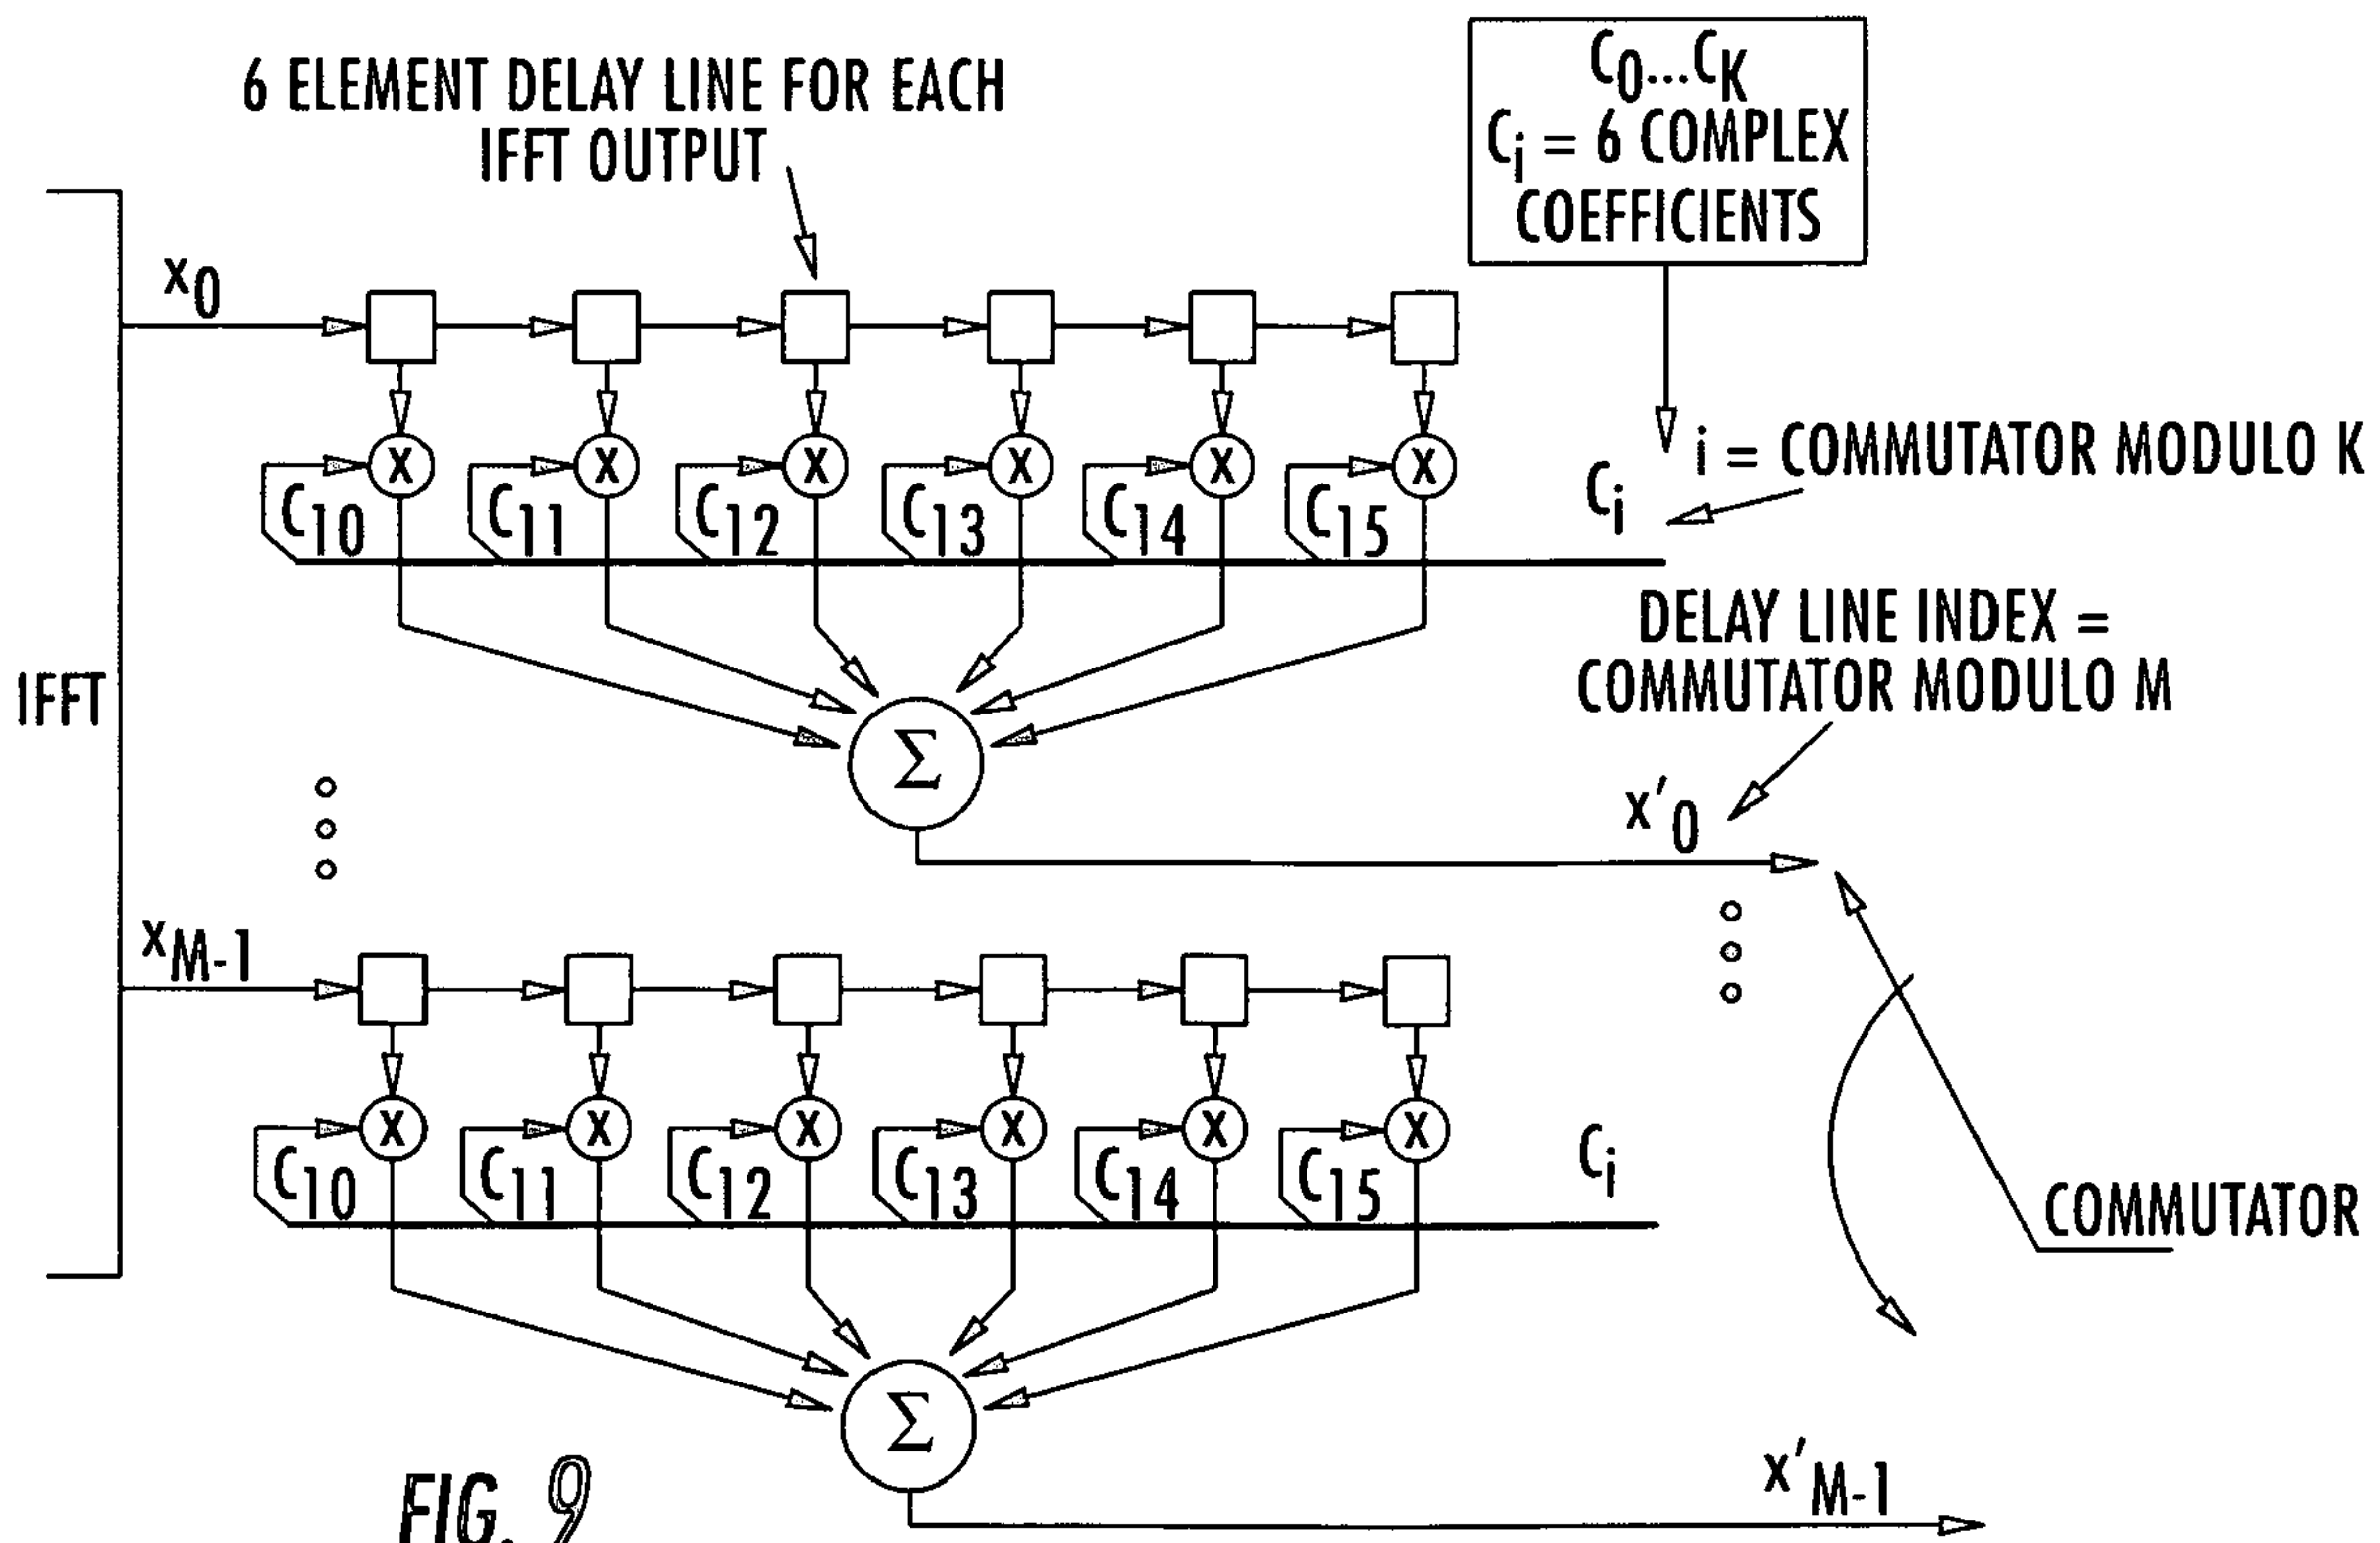 6 ELEMENT DELAY LINE FOR EACH
IFFT OUTPUT
C0...CK
Ci = 6 COMPLEX
COEFFICIENTS
x0
X X X X X X
C10 C11 C12 C13 C14 C15
Ci
i = COMMUTATOR MODULO K
DELAY LINE INDEX =
COMMUTATOR MODULO M
IFFT
Σ
x'0
xM-1
X X X X X X
C10 C11 C12 C13 C14 C15
Ci
COMMUTATOR
Σ
x'M-1
FIG. 9